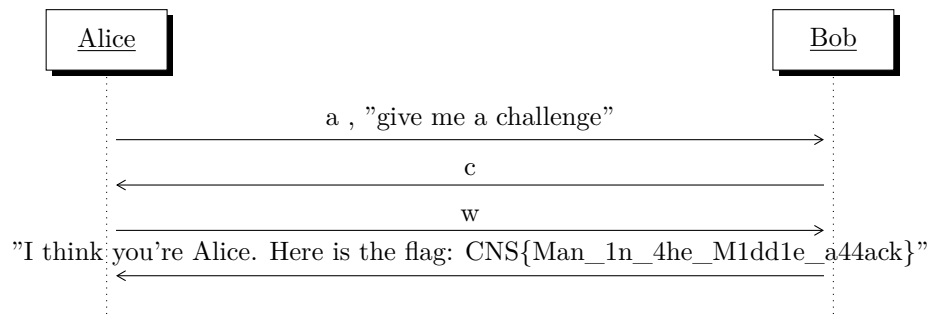 Alice
Bob
a , ”give me a challenge”
c
w
”I think you’re Alice. Here is the flag: CNS{Man_1n_4he_M1dd1e_a44ack}”